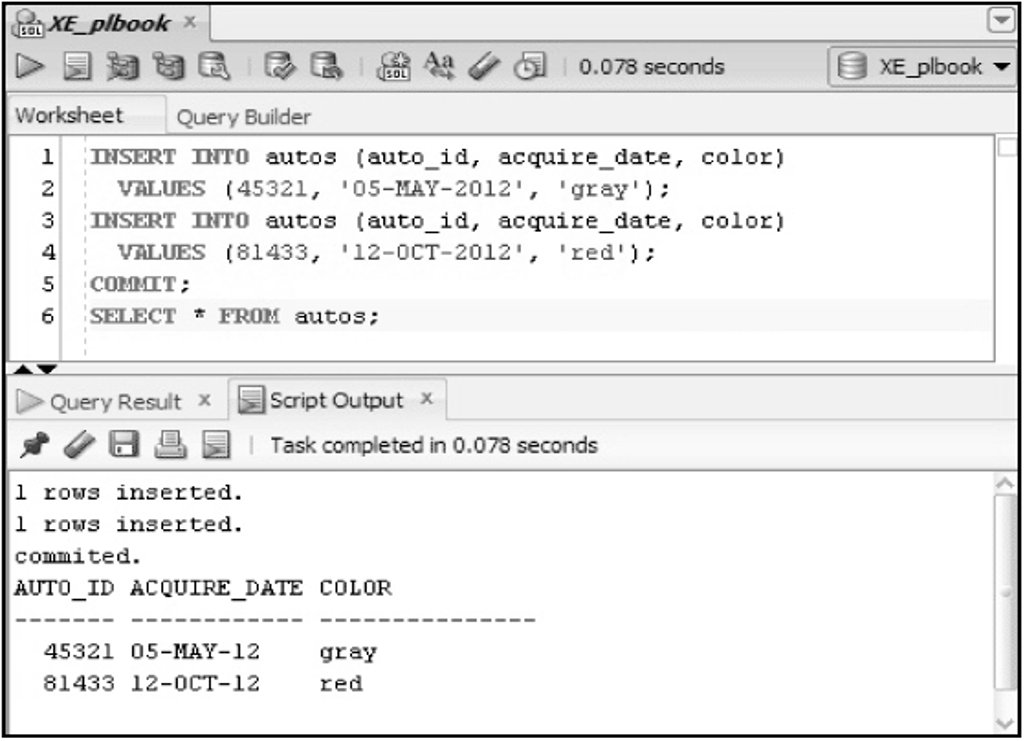 XE_plbook
SQL 0.078 seconds XE_plbook
Worksheet Query Builder
1 INSERT INTO autos (auto_id, acquire_date, color)
2 VALUES (45321, '05-MAY-2012', 'gray');
3 INSERT INTO autos (auto_id, acquire_date, color)
4 VALUES (81433, '12-OCT-2012', 'red');
5 COMMIT;
6 SELECT * FROM autos;
Query Result Script Output
Task completed in 0.078 seconds
1 rows inserted.
1 rows inserted.
commited.
AUTO_ID ACQUIRE_DATE COLOR
------- ------------ ---------------
45321 05-MAY-12 gray
81433 12-OCT-12 red